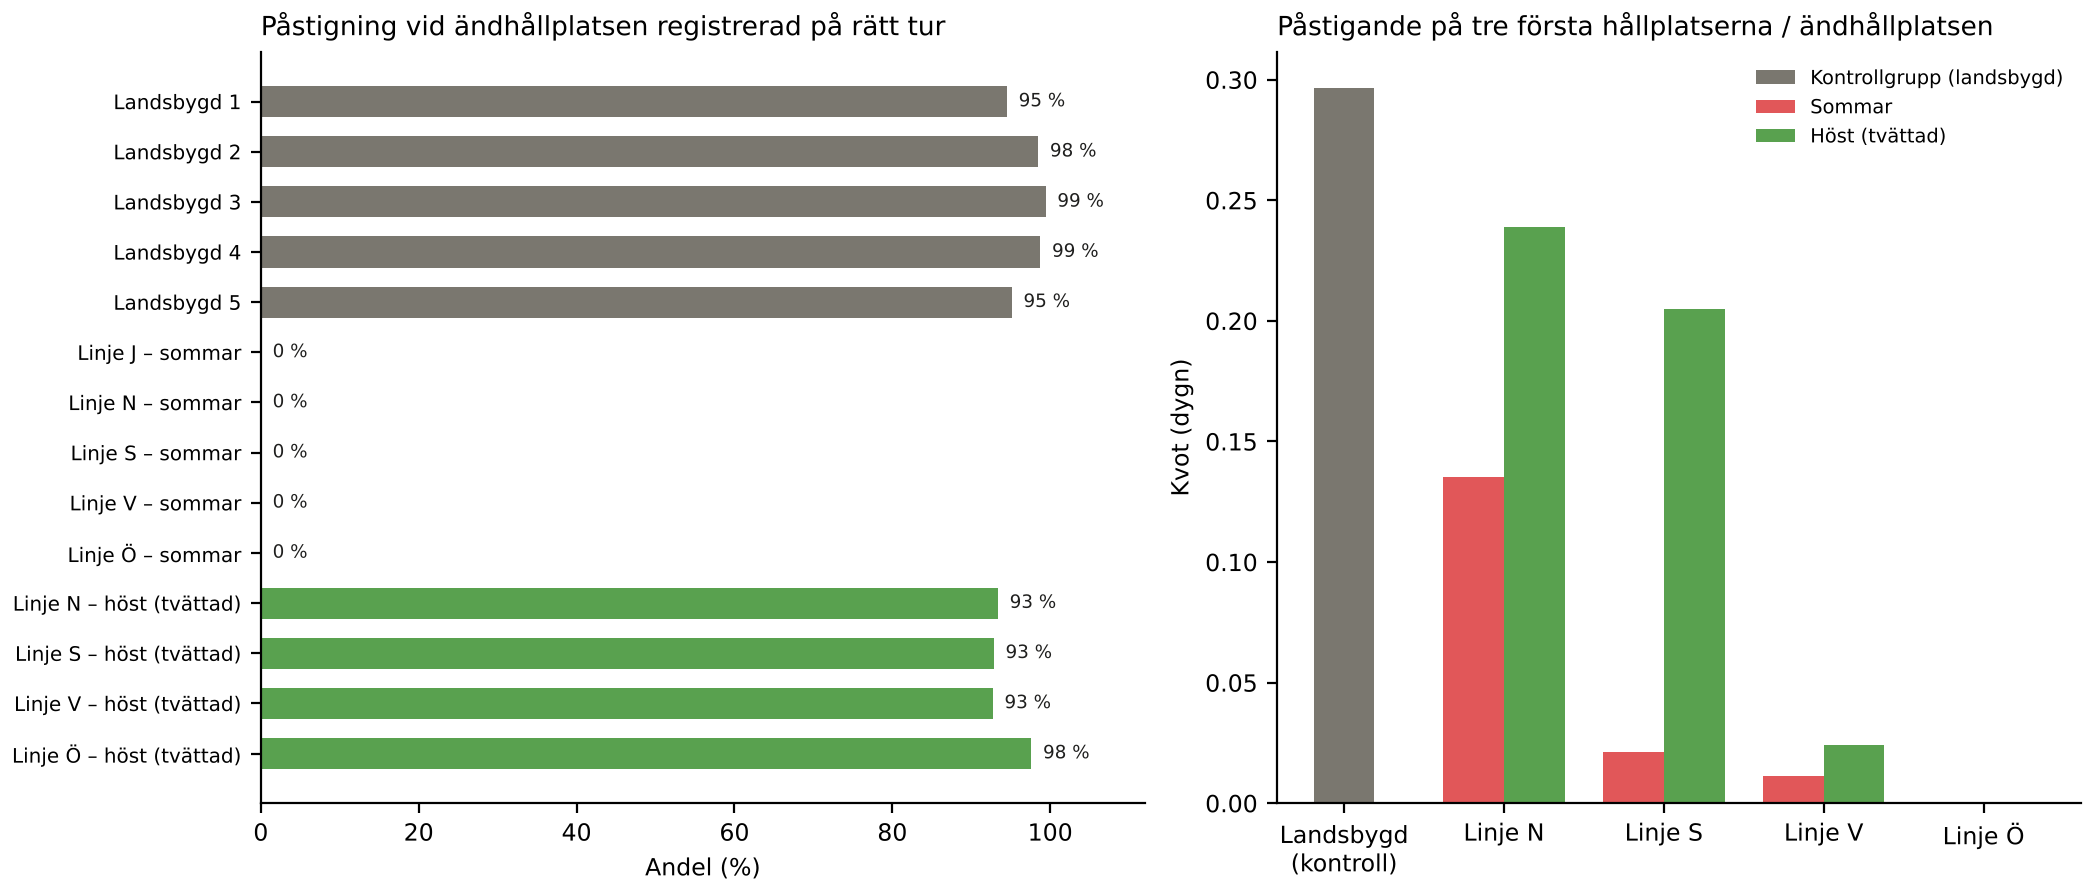 Påstigning vid ändhållplatsen registrerad på rätt tur
Landsbygd 1
95 %
Landsbygd 2
98 %
Landsbygd 3
99 %
Landsbygd 4
99 %
Landsbygd 5
95 %
Linje J – sommar
0 %
Linje N – sommar
0 %
Linje S – sommar
0 %
Linje V – sommar
0 %
Linje Ö – sommar
0 %
Linje N – höst (tvättad)
93 %
Linje S – höst (tvättad)
93 %
Linje V – höst (tvättad)
93 %
Linje Ö – höst (tvättad)
98 %
0 20 40 60 80 100
Andel (%)
Påstigande på tre första hållplatserna / ändhållplatsen
Kontrollgrupp (landsbygd)
Sommar
Höst (tvättad)
Kvot (dygn)
0.30
0.25
0.20
0.15
0.10
0.05
0.00
Landsbygd
(kontroll)
Linje N
Linje S
Linje V
Linje Ö